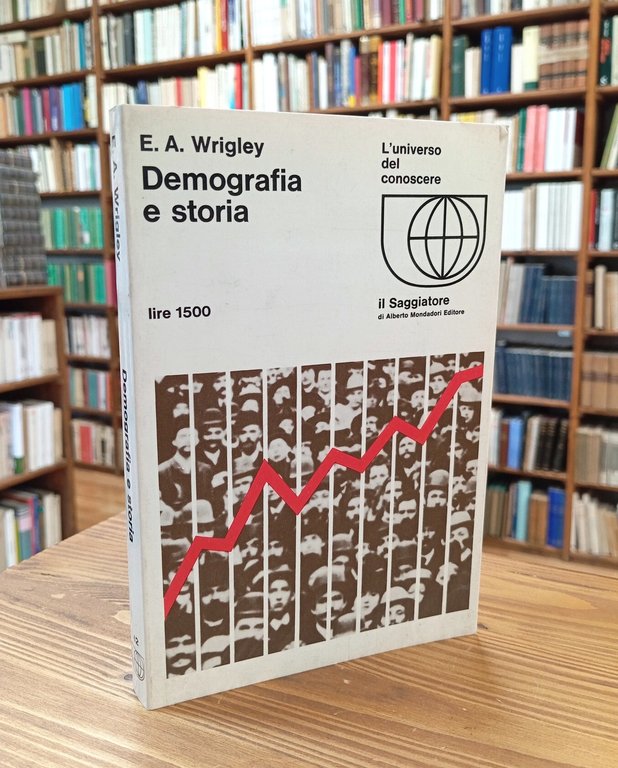 E. A. Wrigley
Demografia
e storia
lire 1500
L'universo
del
conoscere
il Saggiatore
di Alberto Mondadori Editore
E. A. Wrigley
Demografia e storia